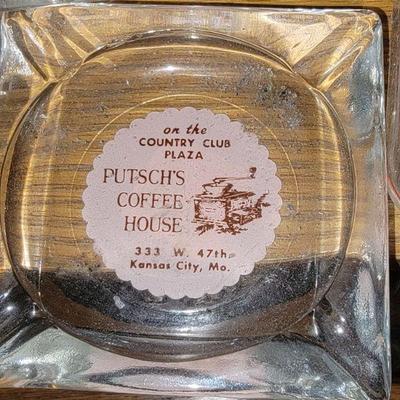 on the
COUNTRY CLUB
PLAZA
PUTSCH'S
COFFEE
HOUSE
333 W. 47th
Kansas City, Mo.